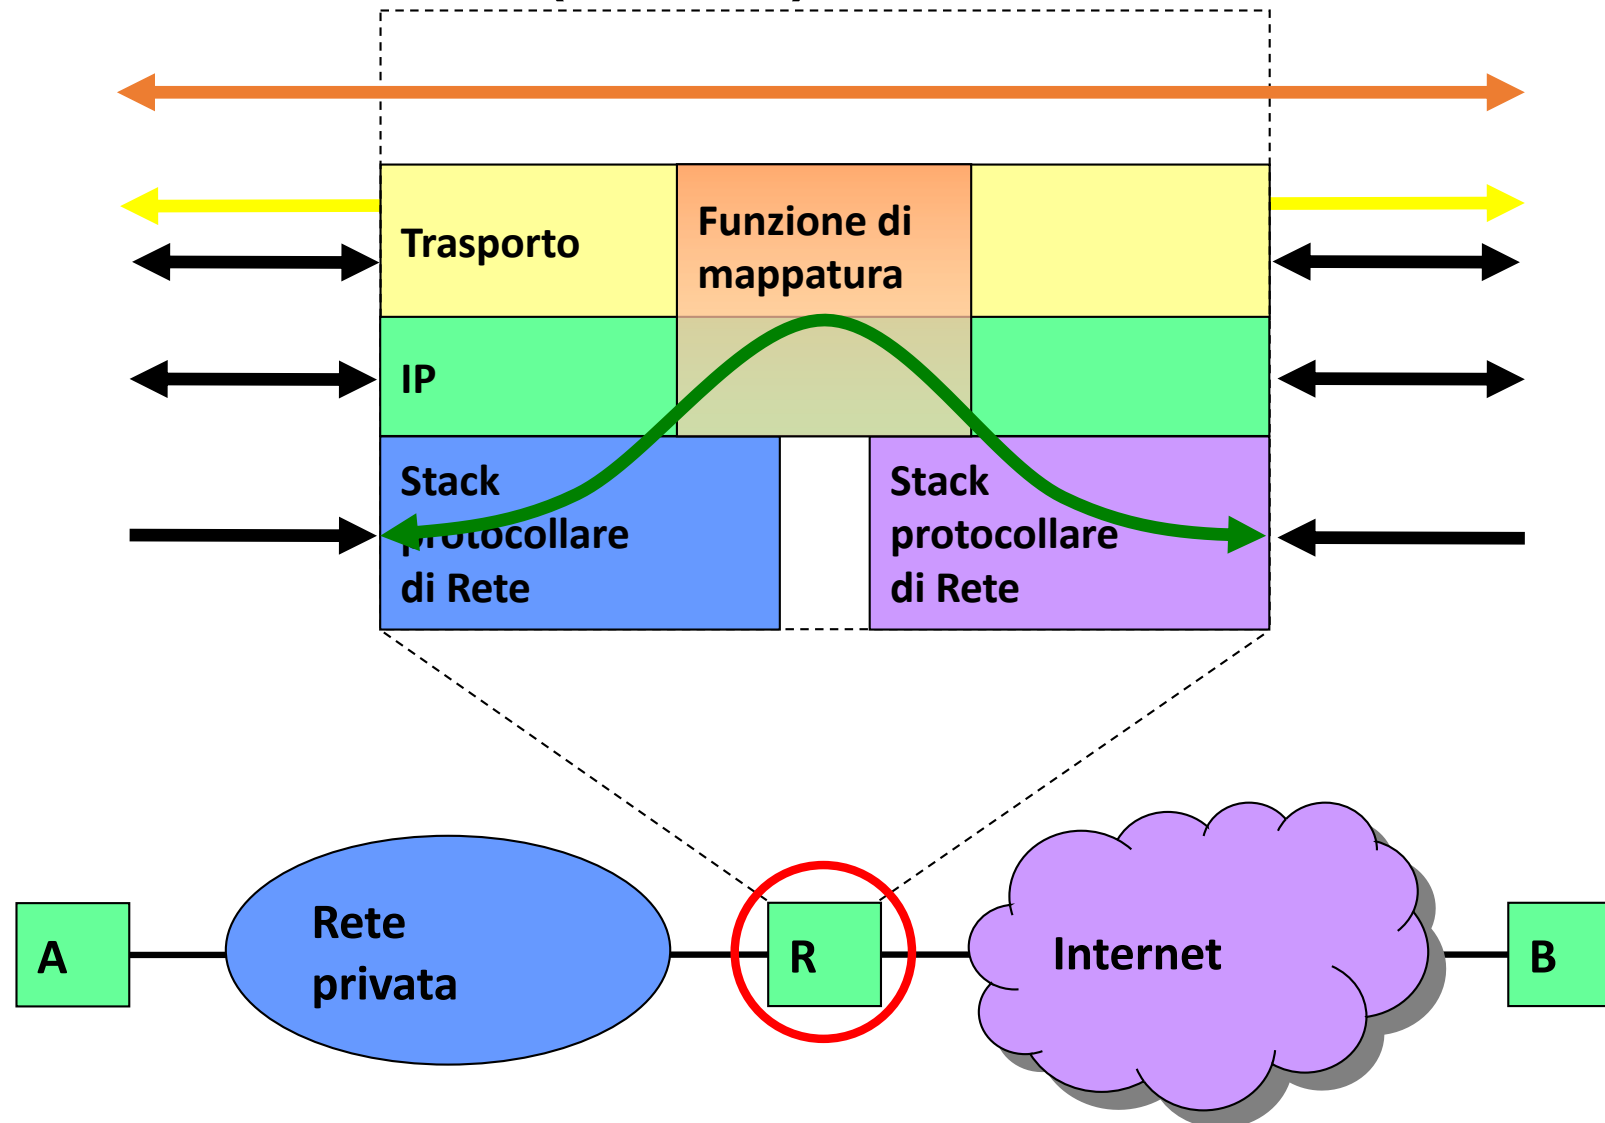 Trasporto
Funzione di
mappatura
IP
Stack
protocollare
di Rete
Stack
protocollare
di Rete
A
Rete
privata
R
Internet
B